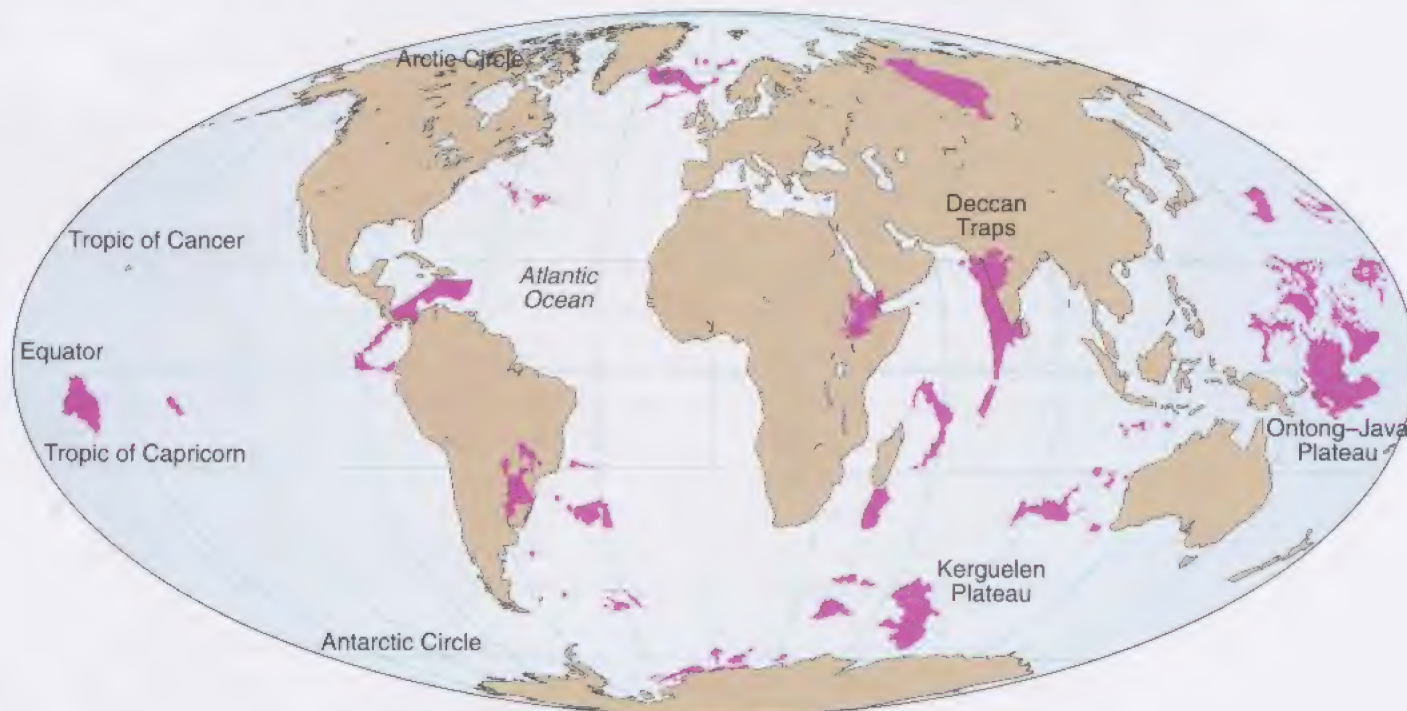 Arctic Circle
Deccan
Traps
Tropic of Cancer
Atlantic
Ocean
Equator
Ontong–Java
Plateau
Tropic of Capricorn
Kerguelen
Plateau
Antarctic Circle